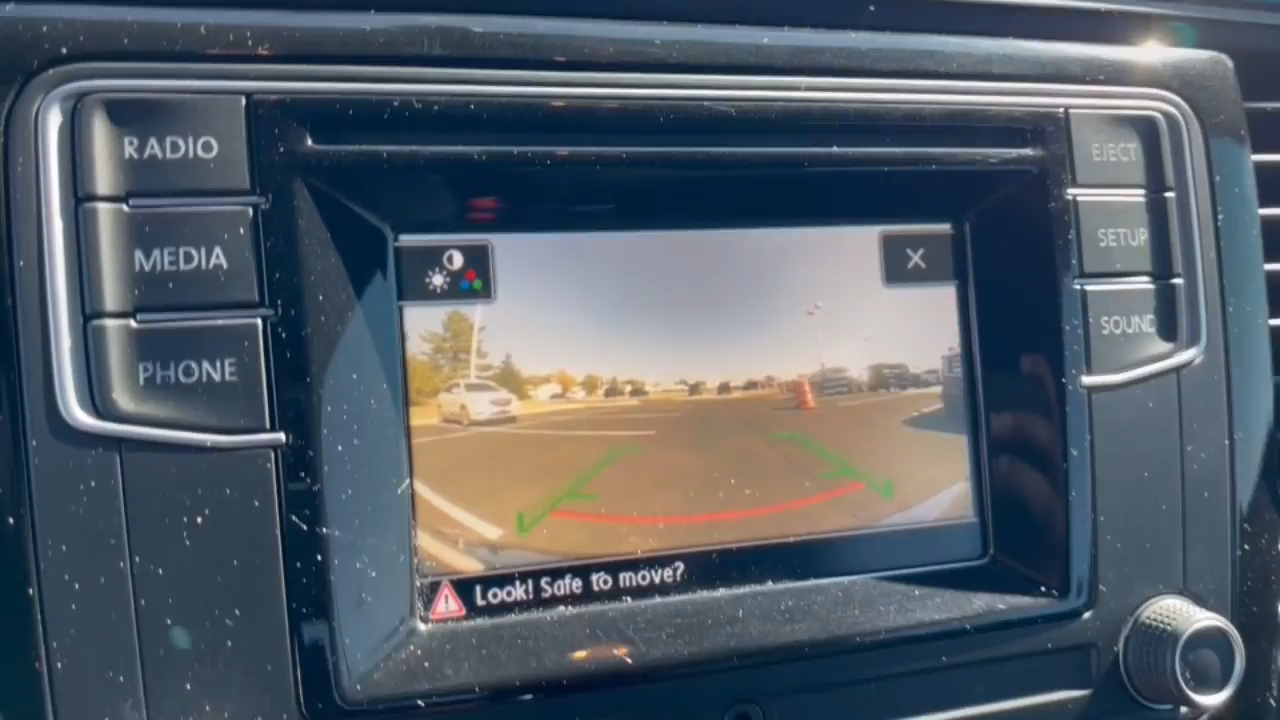 RADIO
MEDIA
PHONE
EJECT
SETUP
SOUND
Look! Safe to move?